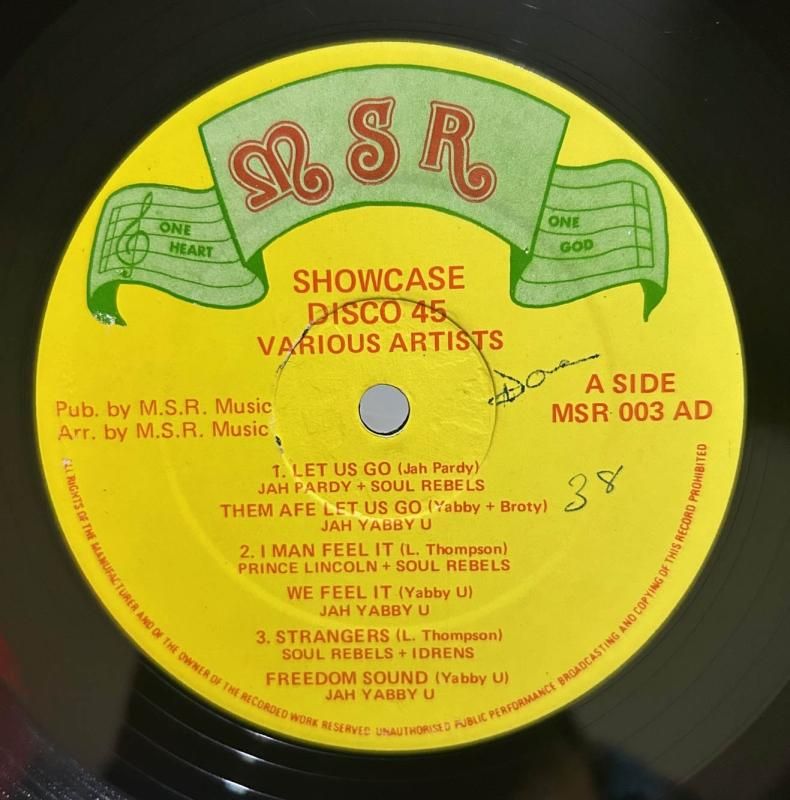 M S R
ONE
HEART
ONE
GOD
SHOWCASE
DISCO 45
VARIOUS ARTISTS
A SIDE
MSR 003 AD
Pub. by M.S.R. Music
Arr. by M.S.R. Music
38
1. LET US GO (Jah Pardy)
JAH PARDY + SOUL REBELS
THEM AFE LET US GO (Yabby + Broty)
JAH YABBY U
2. I MAN FEEL IT (L. Thompson)
PRINCE LINCOLN + SOUL REBELS
WE FEEL IT (Yabby U)
JAH YABBY U
3. STRANGERS (L. Thompson)
SOUL REBELS + IDRENS
FREEDOM SOUND (Yabby U)
JAH YABBY U
ALL RIGHTS OF THE MANUFACTURER AND OF THE OWNER OF THE RECORDED WORK RESERVED UNAUTHORISED PUBLIC PERFORMANCE BROADCASTING AND COPYING OF THIS RECORD PROHIBITED